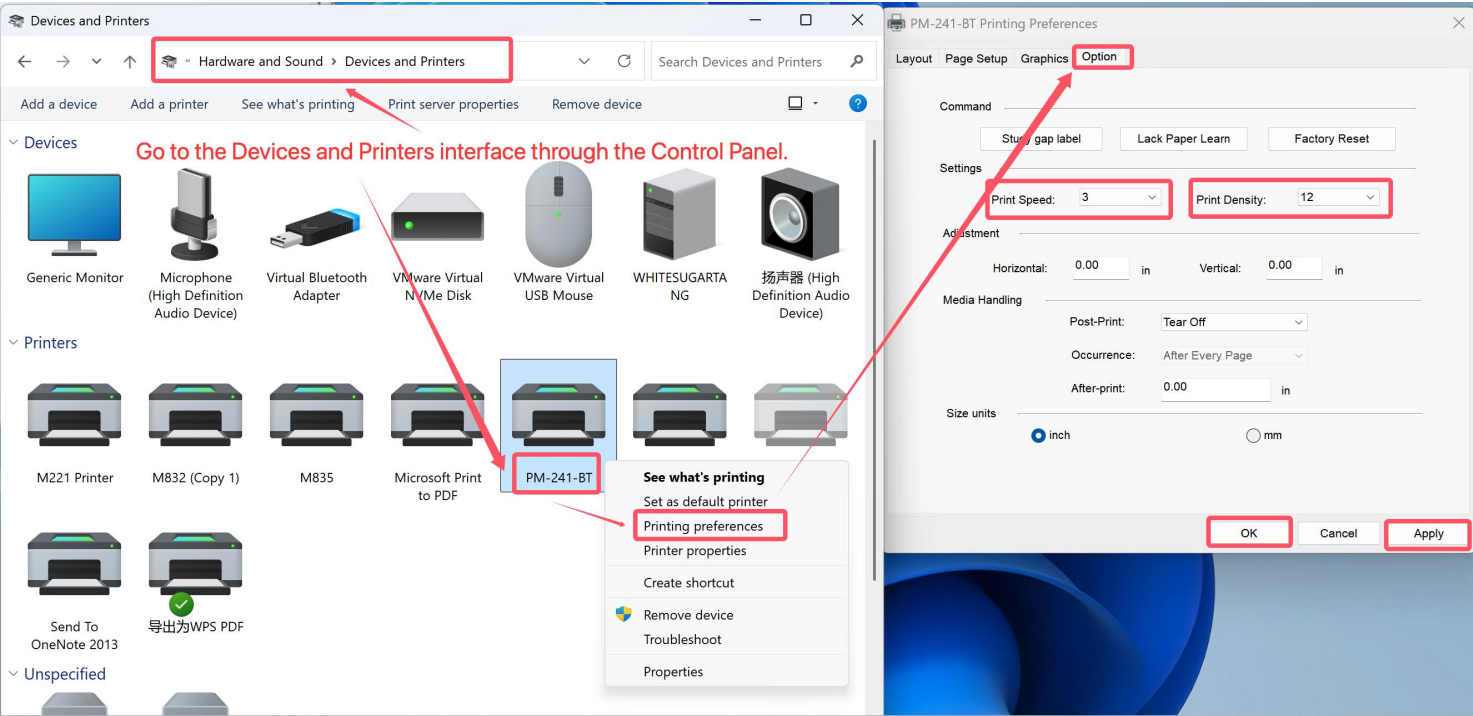 Devices and Printers
« Hardware and Sound › Devices and Printers
Search Devices and Printers
Add a device
Add a printer
See what's printing
Print server properties
Remove device
?
Devices
Go to the Devices and Printers interface through the Control Panel.
Generic Monitor
Microphone
(High Definition
Audio Device)
Virtual Bluetooth
Adapter
VMware Virtual
NVMe Disk
VMware Virtual
USB Mouse
WHITESUGARTA
NG
扬声器 (High
Definition Audio
Device)
Printers
M221 Printer
M832 (Copy 1)
M835
Microsoft Print
to PDF
PM-241-BT
Send To
OneNote 2013
导出为WPS PDF
Unspecified
See what's printing
Set as default printer
Printing preferences
Printer properties
Create shortcut
Remove device
Troubleshoot
Properties
PM-241-BT Printing Preferences
Layout
Page Setup
Graphics
Option
Command
Study gap label
Lack Paper Learn
Factory Reset
Settings
Print Speed: 3
Print Density: 12
Adjustment
Horizontal: 0.00 in
Vertical: 0.00 in
Media Handling
Post-Print: Tear Off
Occurrence: After Every Page
After-print: 0.00 in
Size units
inch
mm
OK
Cancel
Apply